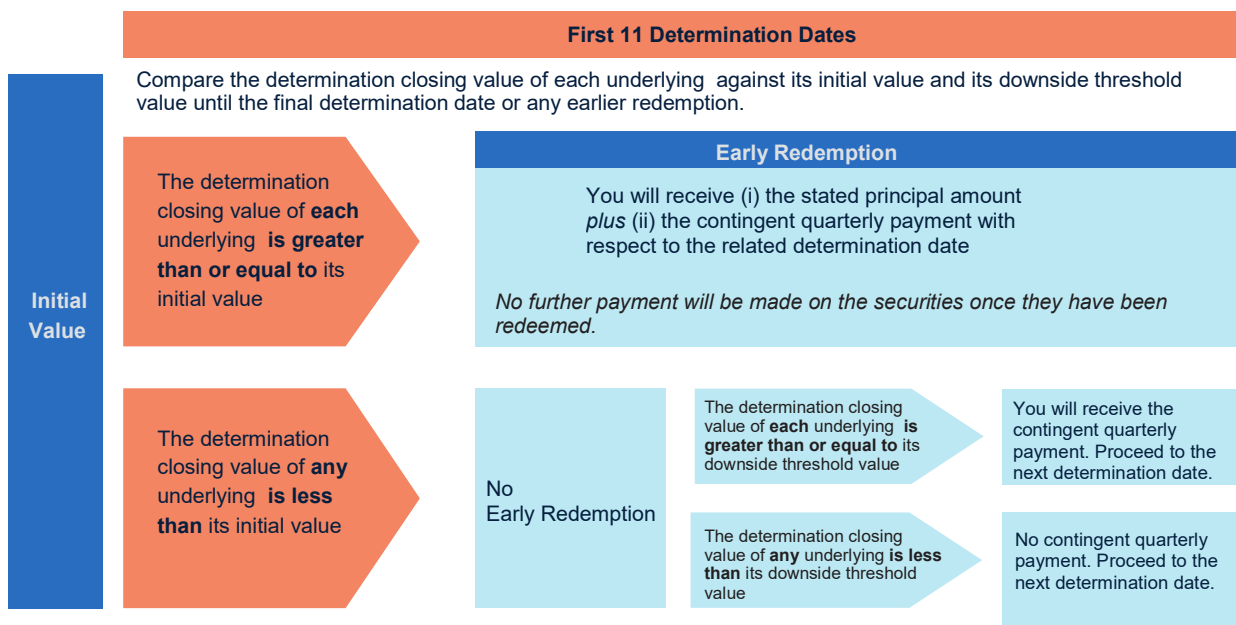 First 11 Determination Dates
Compare the determination closing value of each underlying against its initial value and its downside threshold
value until the final determination date or any earlier redemption.
Initial
Value
The determination
closing value of each
underlying is greater
than or equal to its
initial value
Early Redemption
You will receive (i) the stated principal amount
plus (ii) the contingent quarterly payment with
respect to the related determination date
No further payment will be made on the securities once they have been
redeemed.
The determination
closing value of any
underlying is less
than its initial value
No
Early Redemption
The determination closing
value of each underlying is
greater than or equal to its
downside threshold value
You will receive the
contingent quarterly
payment. Proceed to the
next determination date.
The determination closing
value of any underlying is less
than its downside threshold
value
No contingent quarterly
payment. Proceed to the
next determination date.